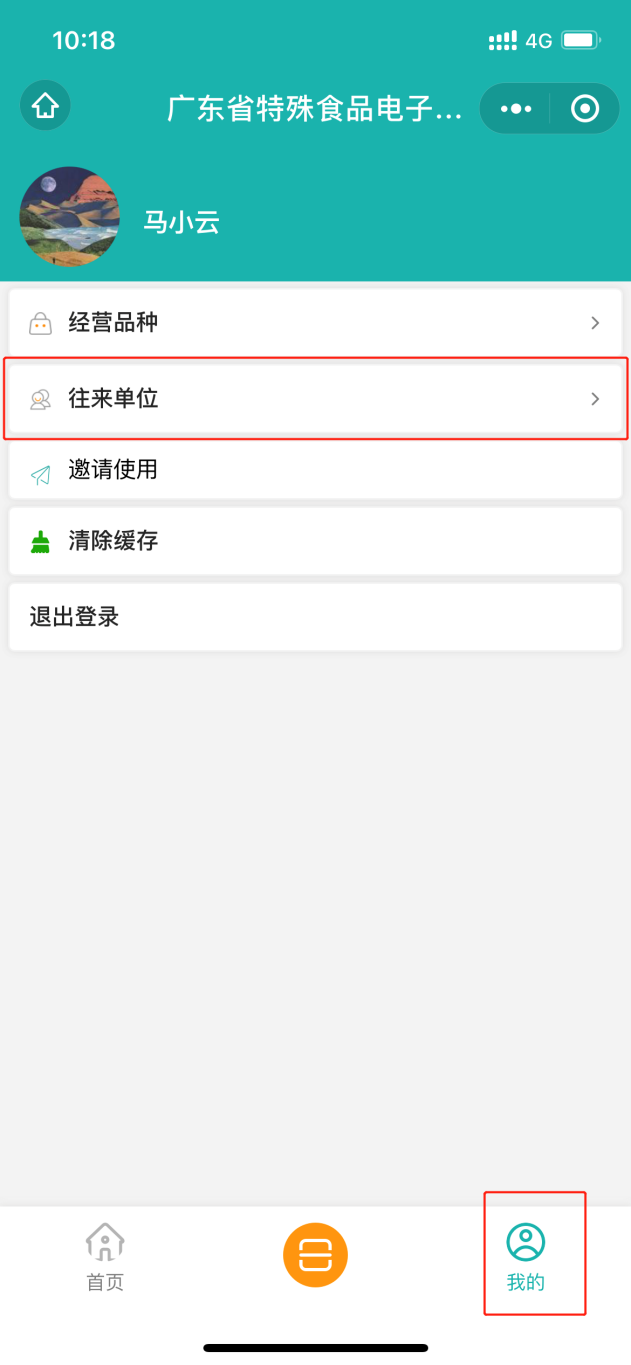 10:18
4G
广东省特殊食品电子...
马小云
经营品种
往来单位
邀请使用
清除缓存
退出登录
首页
我的